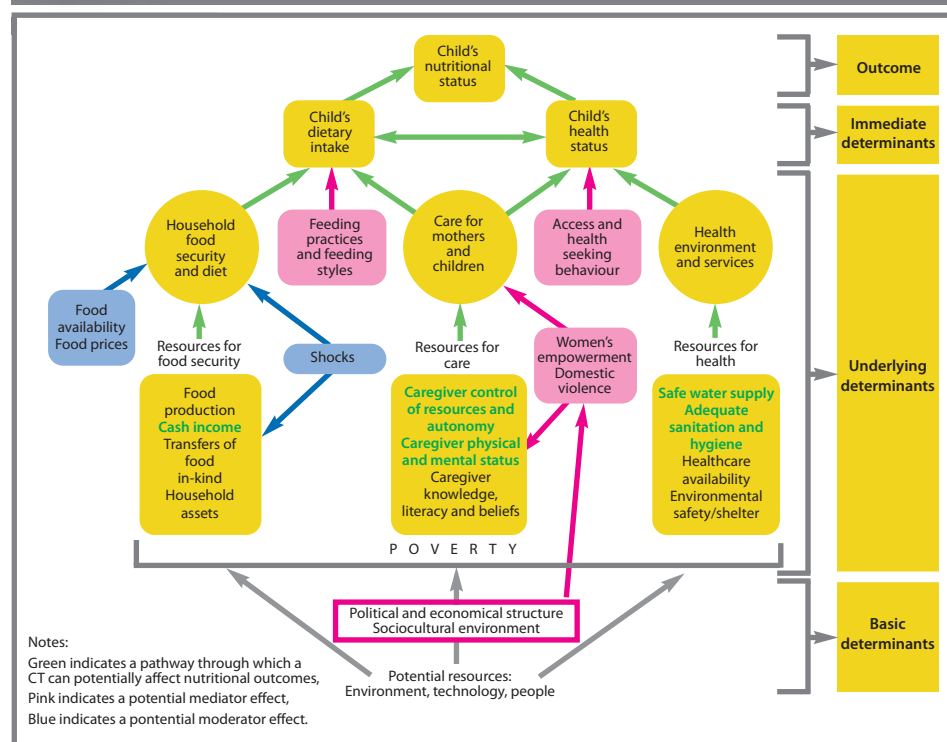 Child's
nutritional
status
Outcome
Child's
dietary
intake
Child's
health
status
Immediate
determinants
Household
food
security
and diet
Feeding
practices
and feeding
styles
Care for
mothers
and
children
Access and
health
seeking
behaviour
Health
environment
and services
Food
availability
Food prices
Resources for
food security
Shocks
Resources for
care
Women's
empowerment
Domestic
violence
Resources for
health
Underlying
determinants
Food
production
Cash income
Transfers of
food
in-kind
Household
assets
Caregiver control
of resources and
autonomy
Caregiver physical
and mental status
Caregiver
knowledge,
literacy and beliefs
Safe water supply
Adequate
sanitation and
hygiene
Healthcare
availability
Environmental
safety/shelter
POVERTY
Political and economical structure
Sociocultural environment
Basic
determinants
Potential resources:
Environment, technology, people
Notes:
Green indicates a pathway through which a
CT can potentially affect nutritional outcomes,
Pink indicates a potential mediator effect,
Blue indicates a pontential moderator effect.